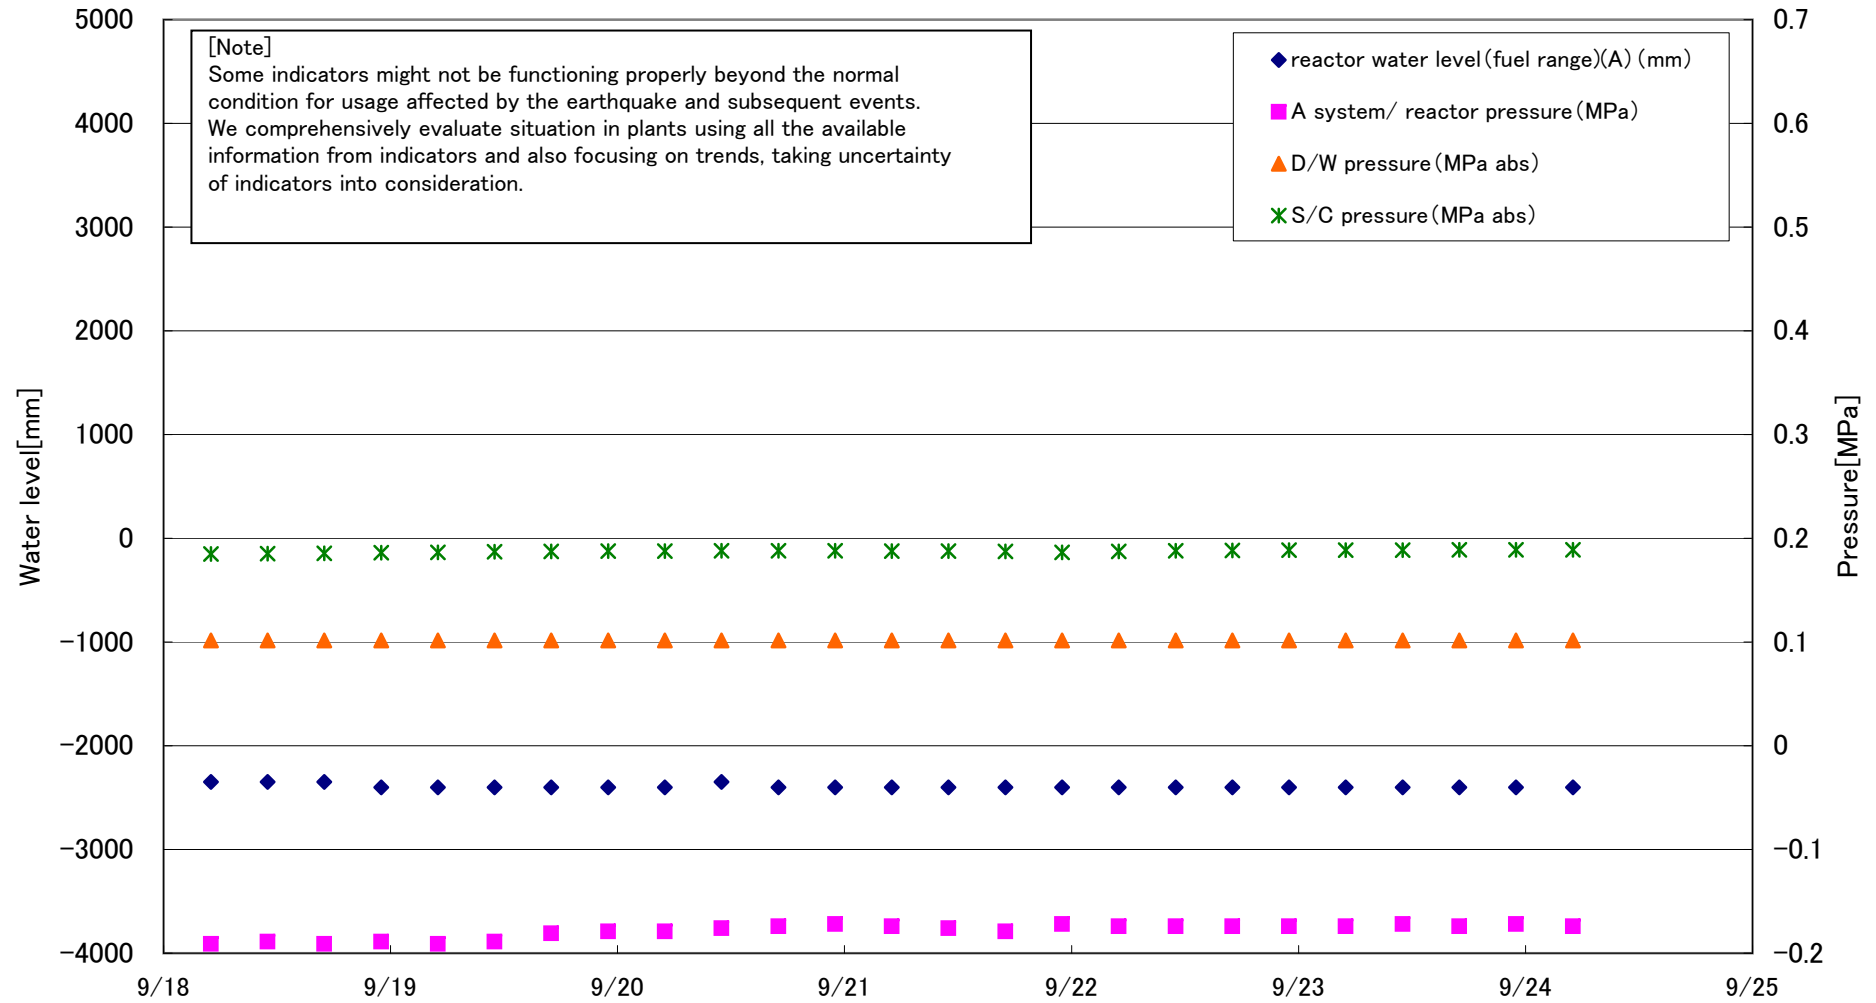 [Note]
Some indicators might not be functioning properly beyond the normal
condition for usage affected by the earthquake and subsequent events.
We comprehensively evaluate situation in plants using all the available
information from indicators and also focusing on trends, taking uncertainty
of indicators into consideration.
reactor water level(fuel range)(A) (mm)
A system/ reactor pressure(MPa)
D/W pressure(MPa abs)
S/C pressure(MPa abs)
Water level[mm]
5000
4000
3000
2000
1000
0
-1000
-2000
-3000
-4000
Pressure[MPa]
0.7
0.6
0.5
0.4
0.3
0.2
0.1
0
-0.1
-0.2
9/18
9/19
9/20
9/21
9/22
9/23
9/24
9/25